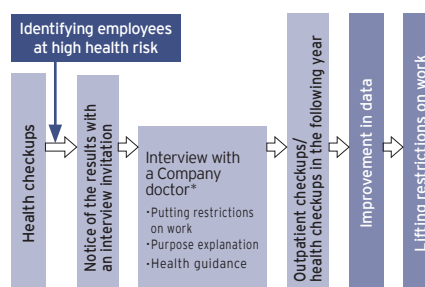 Identifying employees
at high health risk
Health checkups
Notice of the results with
an interview invitation
Interview with
a Company
doctor*
・Putting restrictions
on work
・Purpose explanation
・Health guidance
Outpatient checkups/
health checkups in the following year
Improvement in data
Lifting restrictions on work